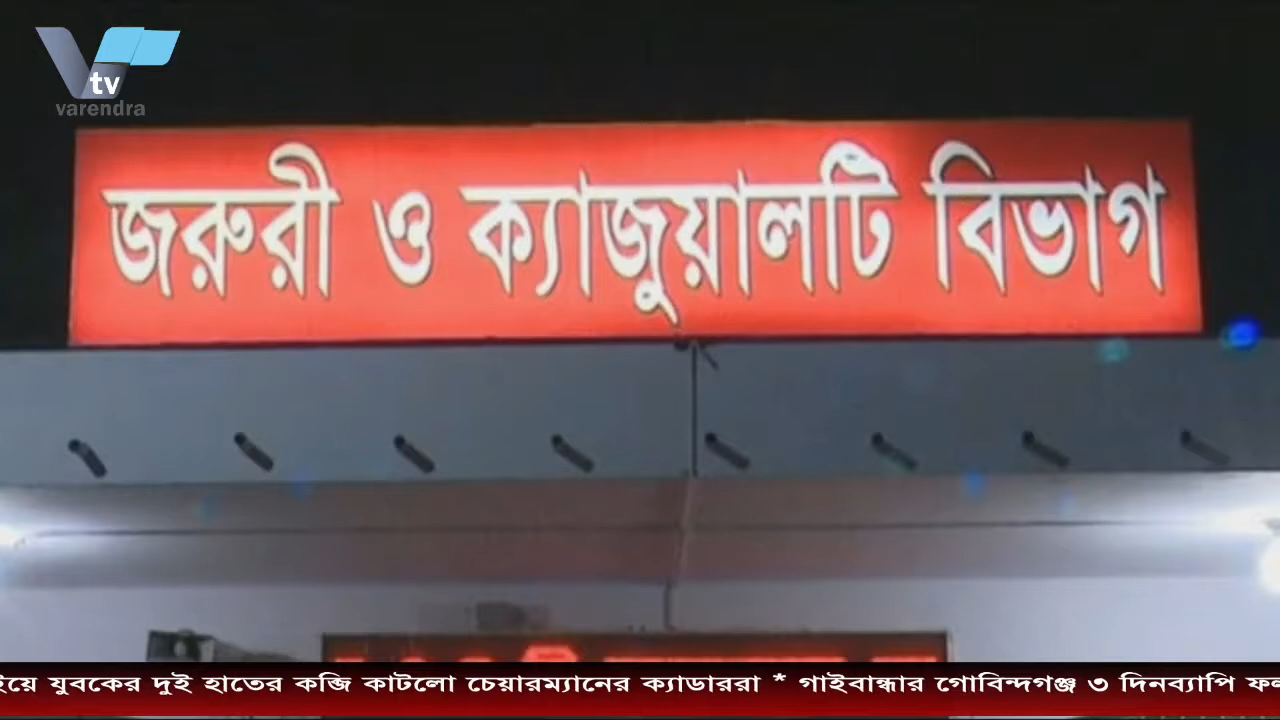 tv
varendra
জরুরী ও ক্যাজুয়ালটি বিভাগ
যুবকের দুই হাতের কব্জি কাটলো চেয়ারম্যানের ক্যাডাররা * গাইবান্ধার গোবিন্দগঞ্জ ৩ দিনব্যাপি